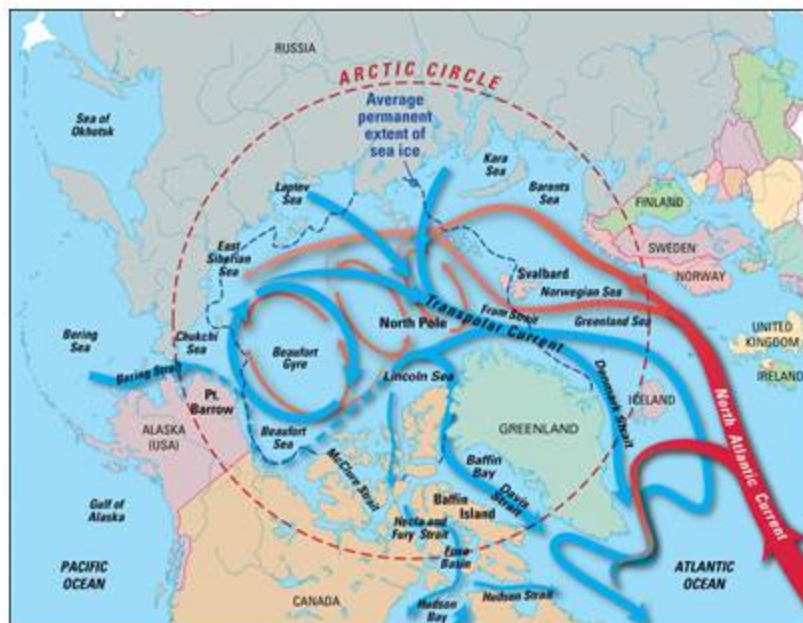 RUSSIA
ARCTIC CIRCLE
Average
permanent
extent of
sea ice
Sea of
Okhotsk
Kara
Sea
Laptev
Sea
Barents
Sea
FINLAND
East
Siberian
Sea
SWEDEN
Svalbard
NORWAY
Norwegian Sea
Fram Strait
Transpolar Current
North Pole
Greenland Sea
UNITED
KINGDOM
Bering
Sea
Chukchi
Sea
Beaufort
Gyre
IRELAND
Bering Strait
Lincoln Sea
Denmark Strait
Pt.
Barrow
ICELAND
North Atlantic Current
ALASKA
(USA)
Beaufort
Sea
GREENLAND
McClure Strait
Baffin
Bay
Davis
Strait
Gulf of
Alaska
Baffin
Island
Hecta and
Fury Strait
Foxe
Basin
PACIFIC
OCEAN
ATLANTIC
OCEAN
CANADA
Hudson
Bay
Hudson Strait